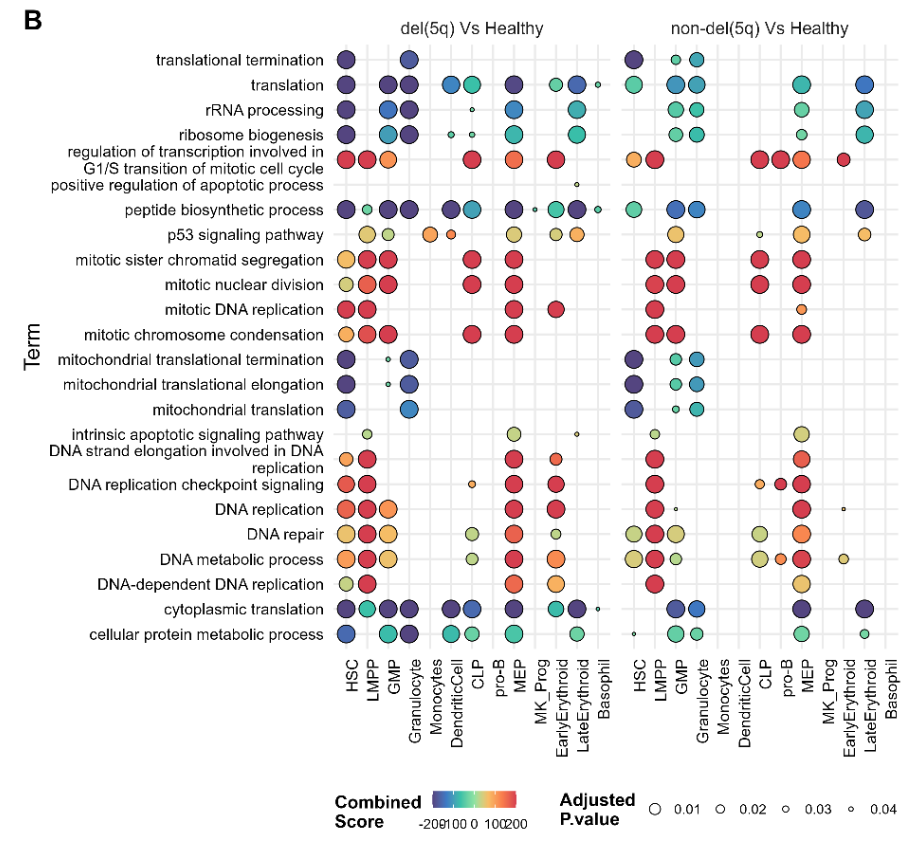 B
del(5q) Vs Healthy
non-del(5q) Vs Healthy
translational termination
translation
rRNA processing
ribosome biogenesis
regulation of transcription involved in
G1/S transition of mitotic cell cycle
positive regulation of apoptotic process
peptide biosynthetic process
p53 signaling pathway
mitotic sister chromatid segregation
mitotic nuclear division
mitotic DNA replication
mitotic chromosome condensation
mitochondrial translational termination
mitochondrial translational elongation
mitochondrial translation
intrinsic apoptotic signaling pathway
DNA strand elongation involved in DNA
replication
DNA replication checkpoint signaling
DNA replication
DNA repair
DNA metabolic process
DNA-dependent DNA replication
cytoplasmic translation
cellular protein metabolic process
Term
HSC
LMPP
GMP
Granulocyte
Monocytes
DendriticCell
CLP
pro-B
MEP
MK_Prog
EarlyErythroid
LateErythroid
Basophil
HSC
LMPP
GMP
Granulocyte
Monocytes
DendriticCell
CLP
pro-B
MEP
MK_Prog
EarlyErythroid
LateErythroid
Basophil
Combined
Score
-200 -100 0 100 200
Adjusted
P.value
0.01 0.02 0.03 0.04